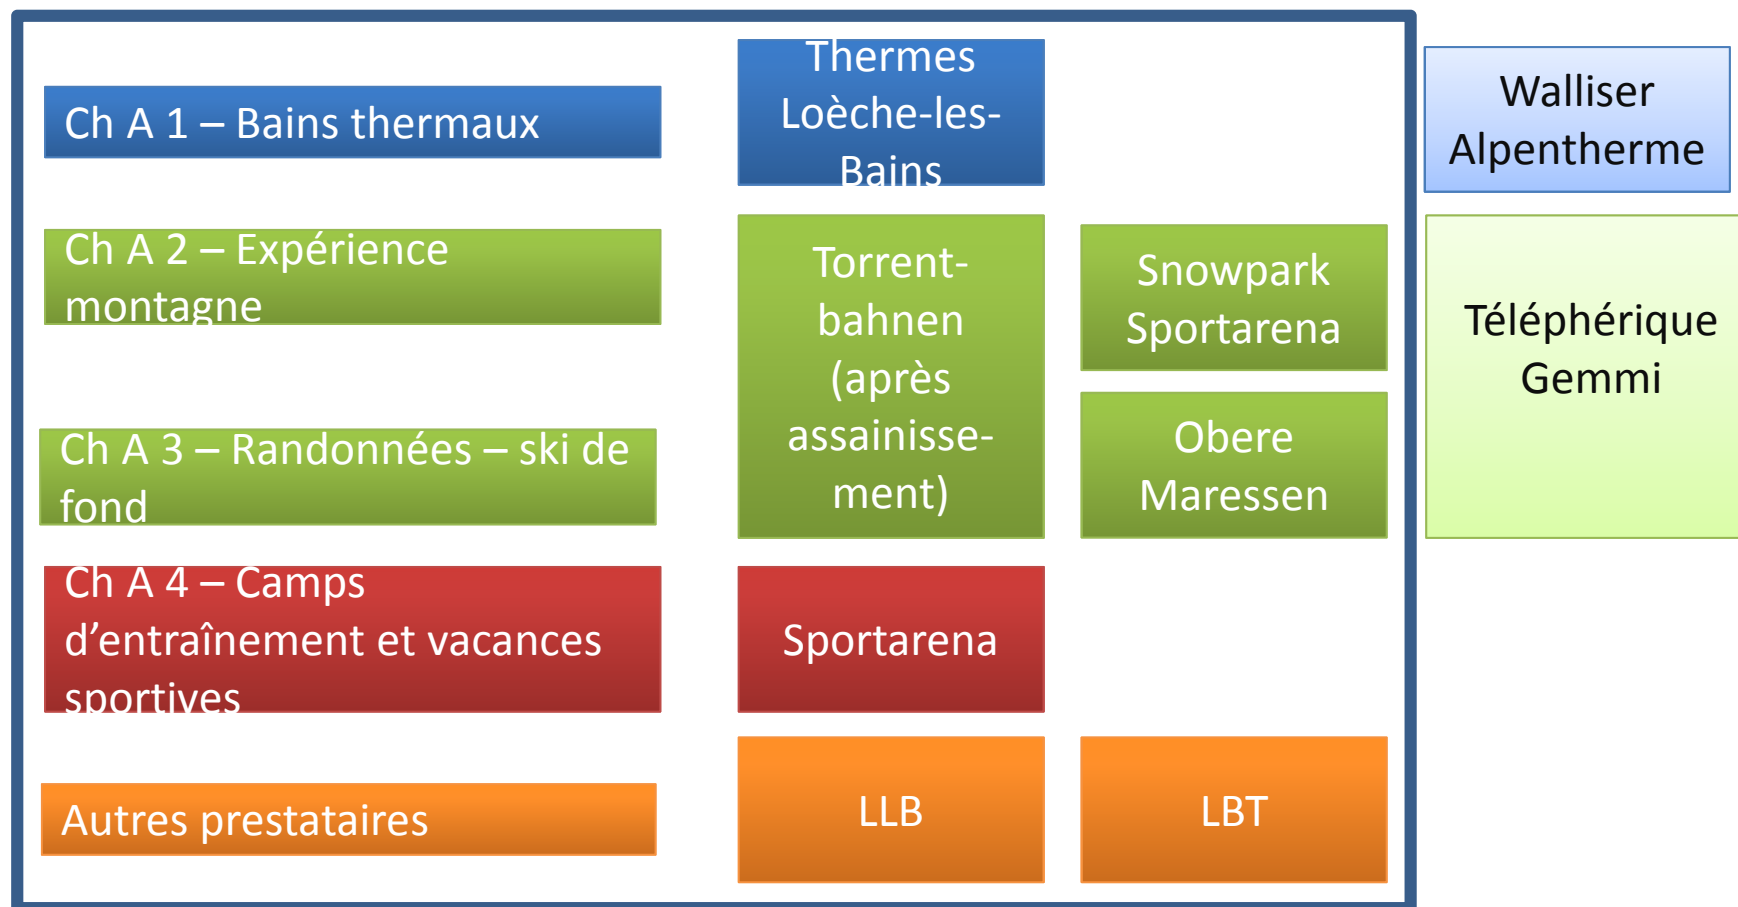 Ch A 1 – Bains thermaux
Thermes
Loèche-les-
Bains
Walliser
Alpentherme
Ch A 2 – Expérience
montagne
Torrent-
bahnen
(après
assainisse-
ment)
Snowpark
Sportarena
Téléphérique
Gemmi
Ch A 3 – Randonnées – ski de
fond
Obere
Maressen
Ch A 4 – Camps
d’entraînement et vacances
sportives
Sportarena
Autres prestataires
LLB
LBT